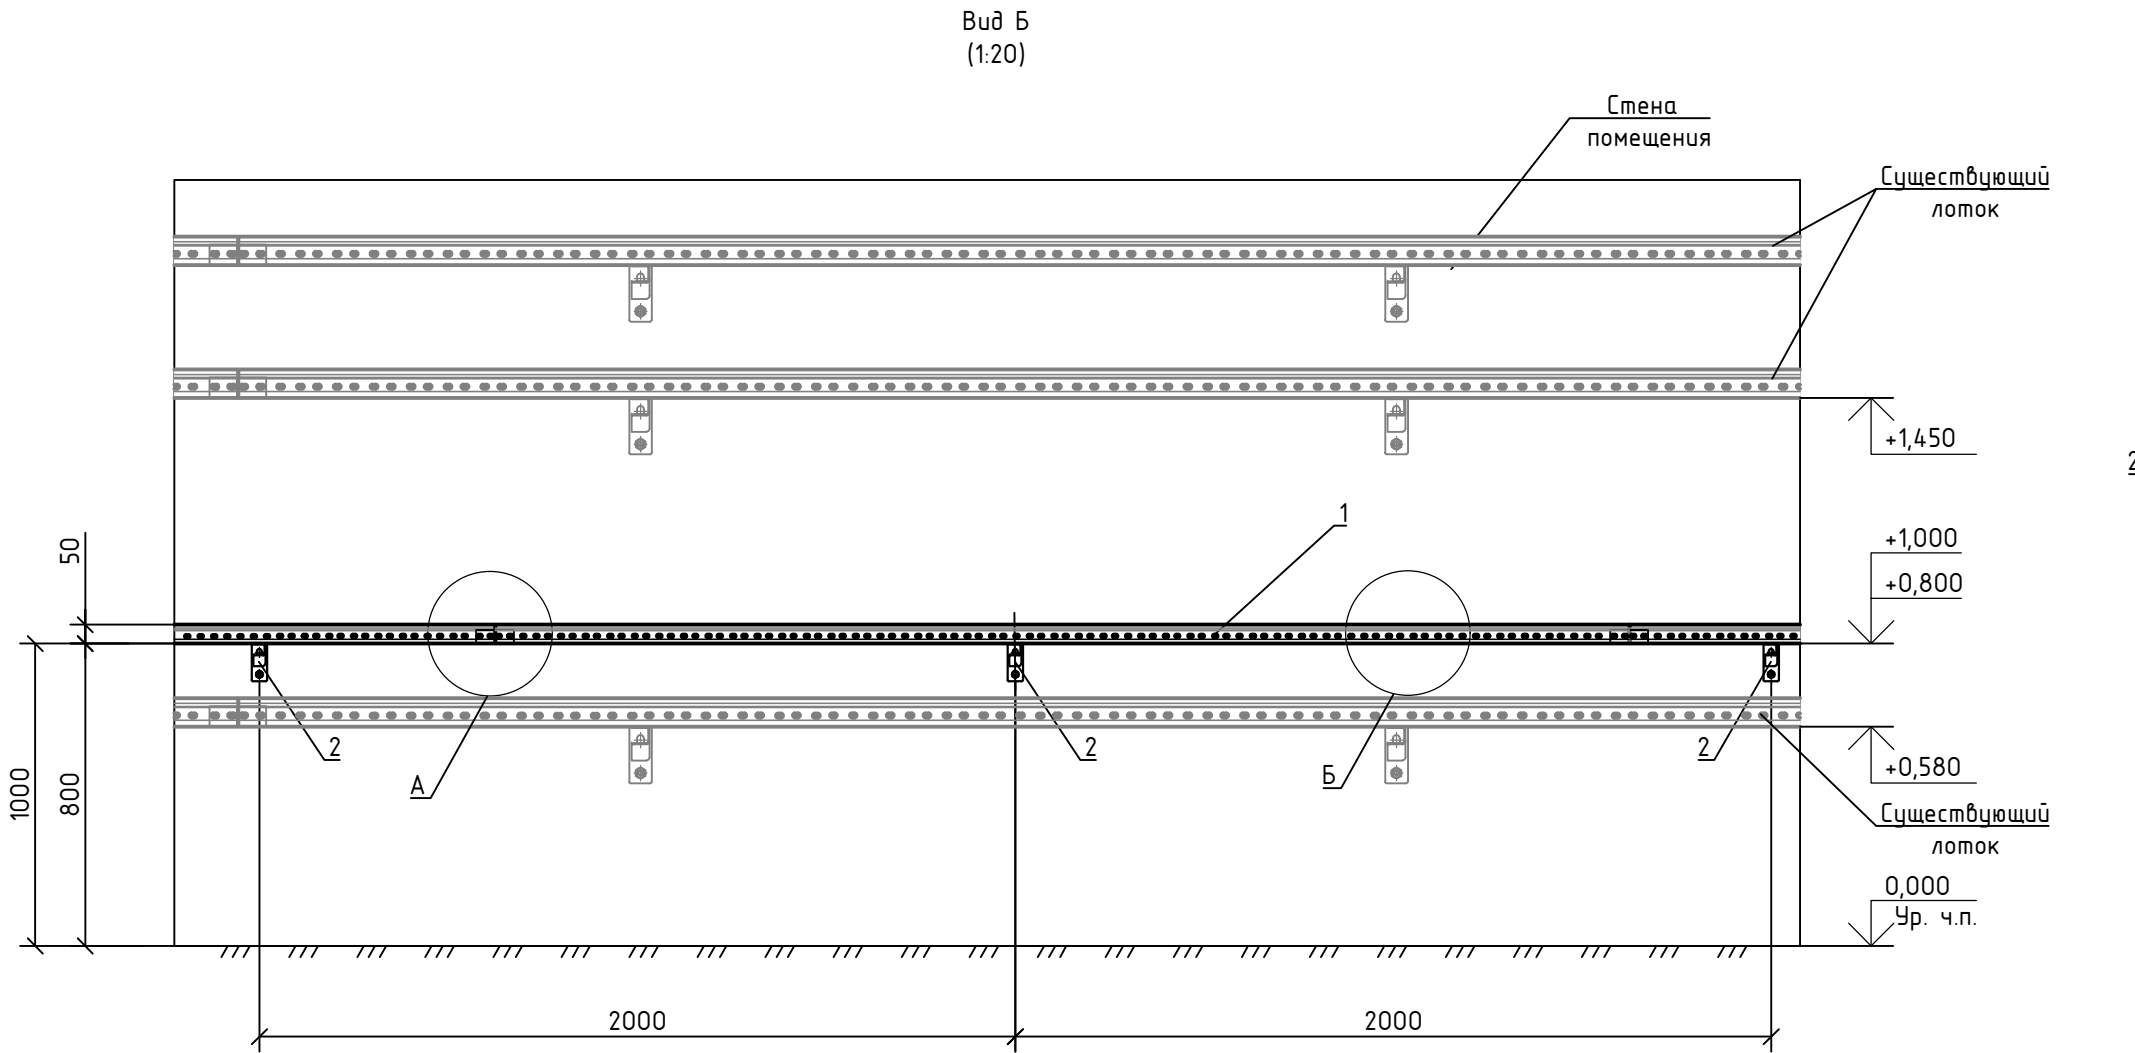 Вид Б
(1:20)
Стена
помещения
Существующий
лоток
+1,450
2
1
50
+1,000
+0,800
2
2
2
А
Б
+0,580
1000
800
Существующий
лоток
0,000
Ур. ч.п.
2000
2000